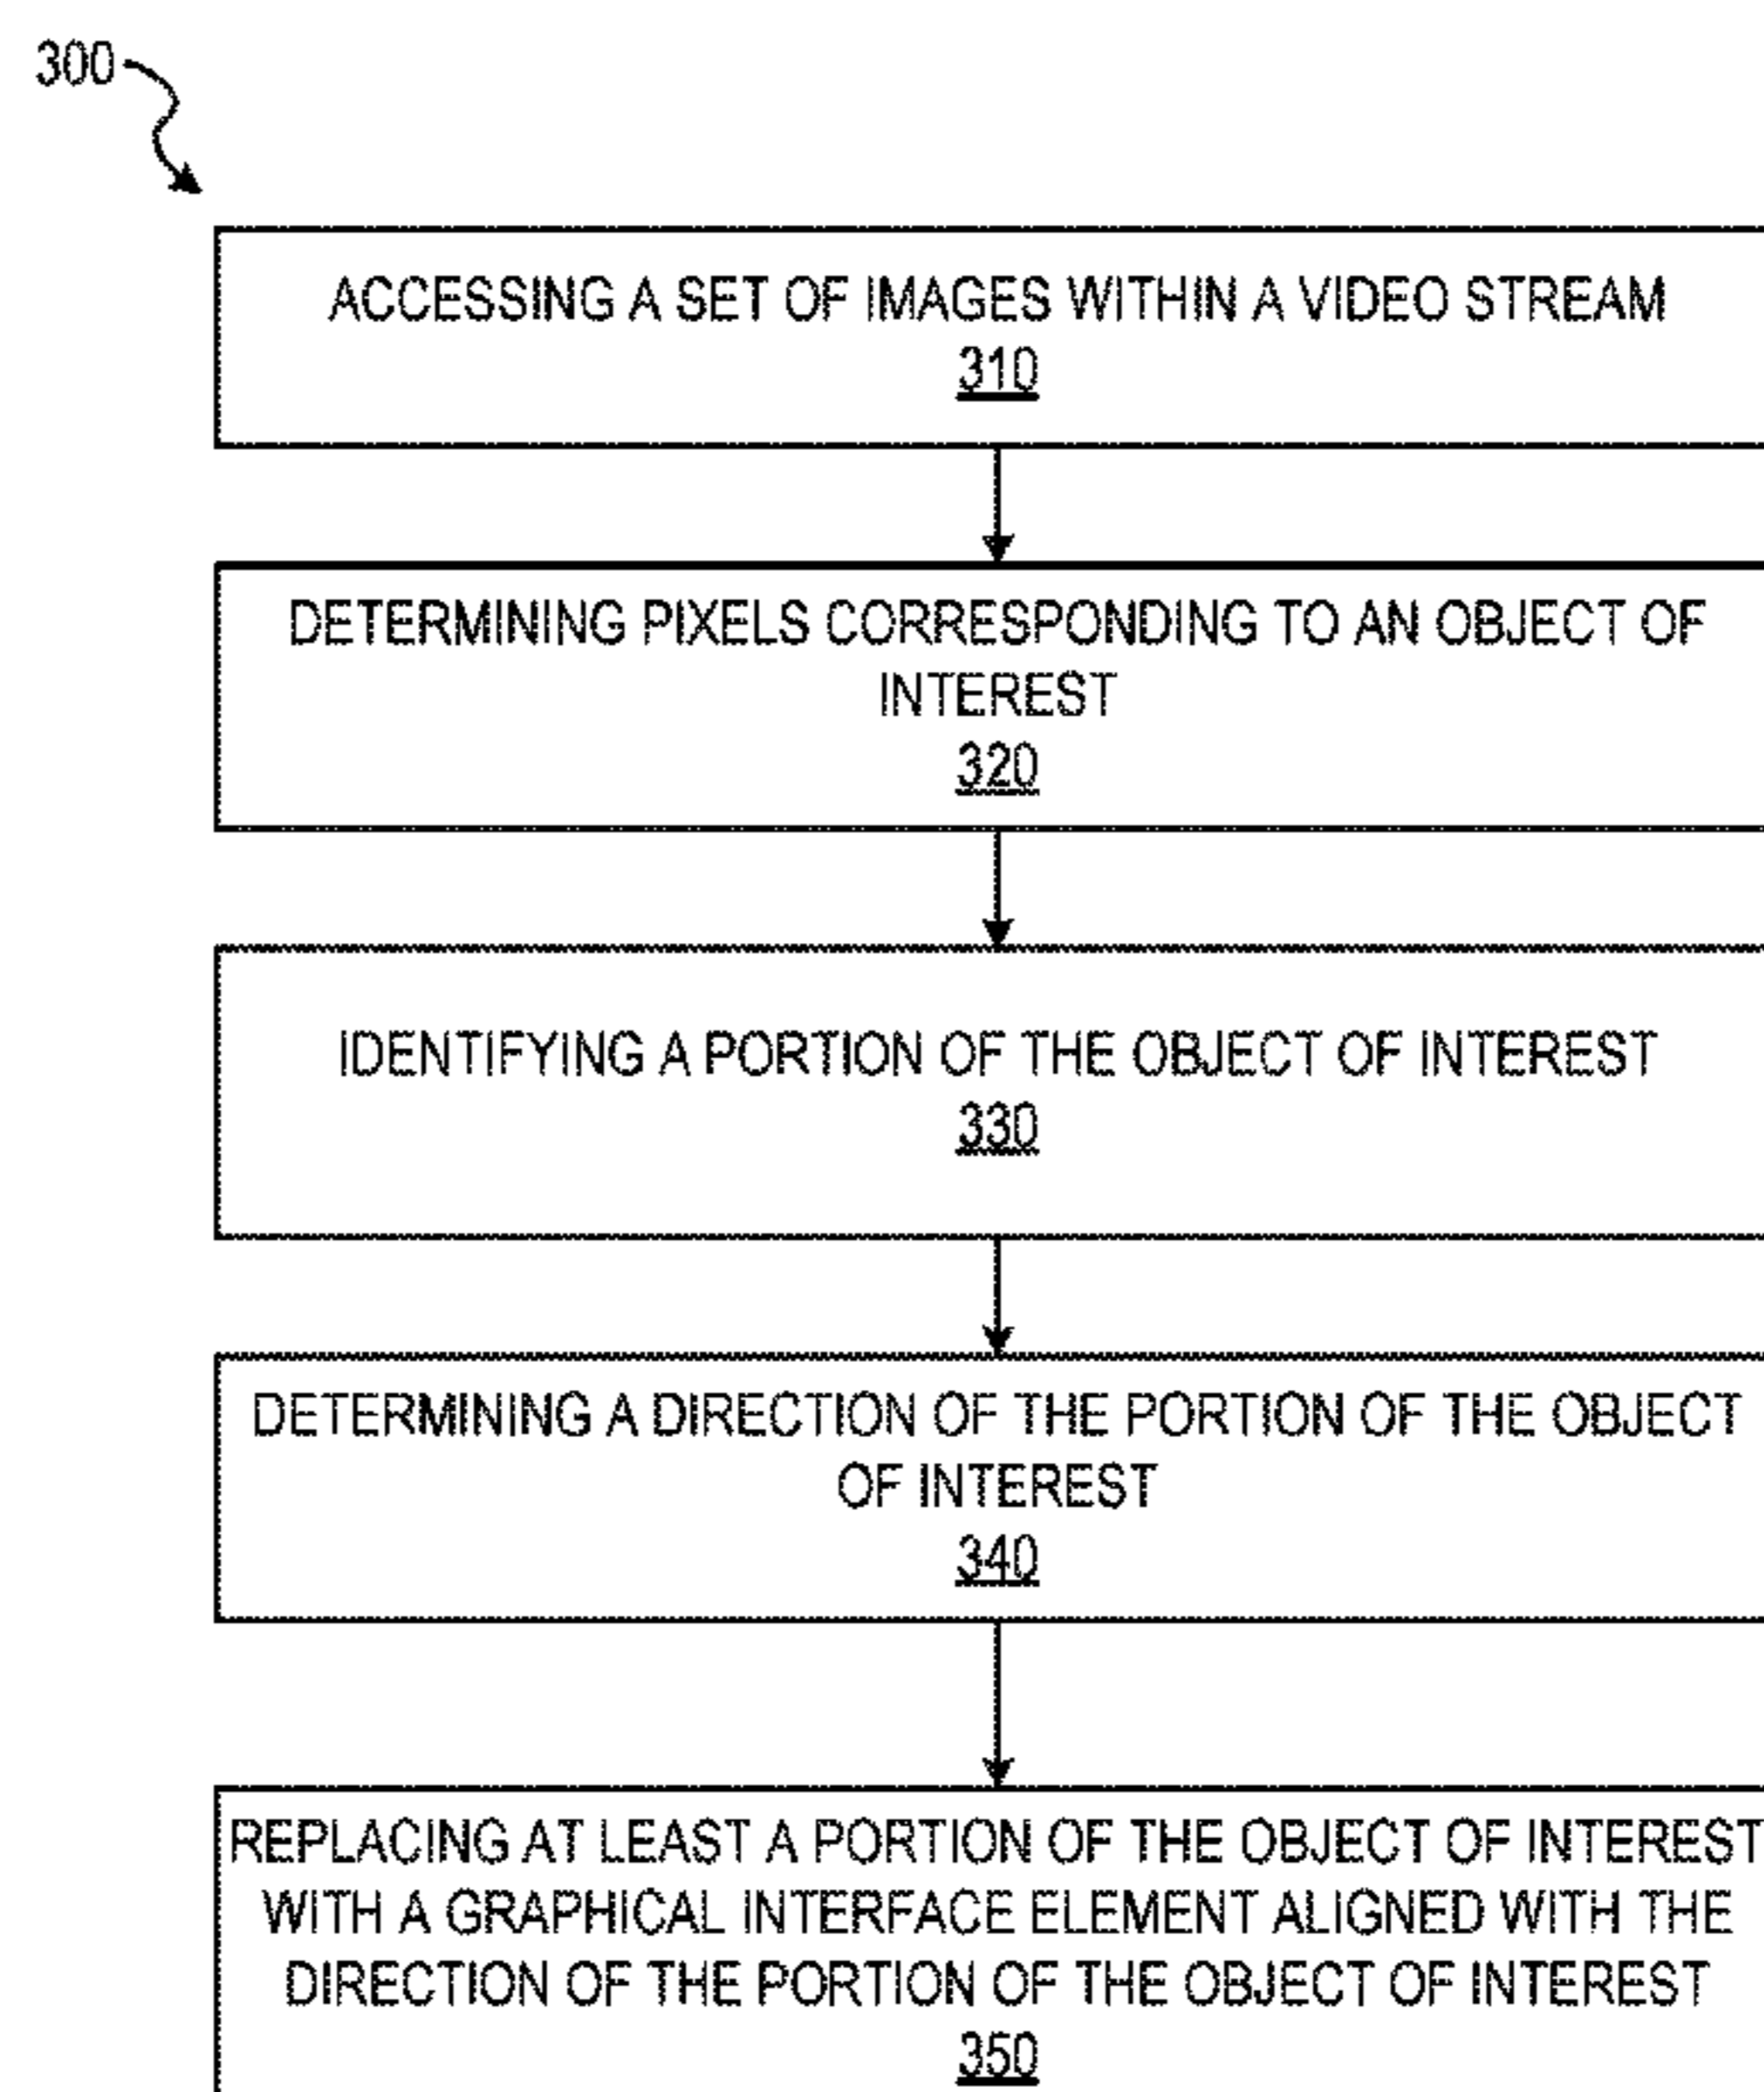 300
ACCESSING A SET OF IMAGES WITHIN A VIDEO STREAM
310
DETERMINING PIXELS CORRESPONDING TO AN OBJECT OF
INTEREST
320
IDENTIFYING A PORTION OF THE OBJECT OF INTEREST
330
DETERMINING A DIRECTION OF THE PORTION OF THE OBJECT
OF INTEREST
340
REPLACING AT LEAST A PORTION OF THE OBJECT OF INTEREST
WITH A GRAPHICAL INTERFACE ELEMENT ALIGNED WITH THE
DIRECTION OF THE PORTION OF THE OBJECT OF INTEREST
350